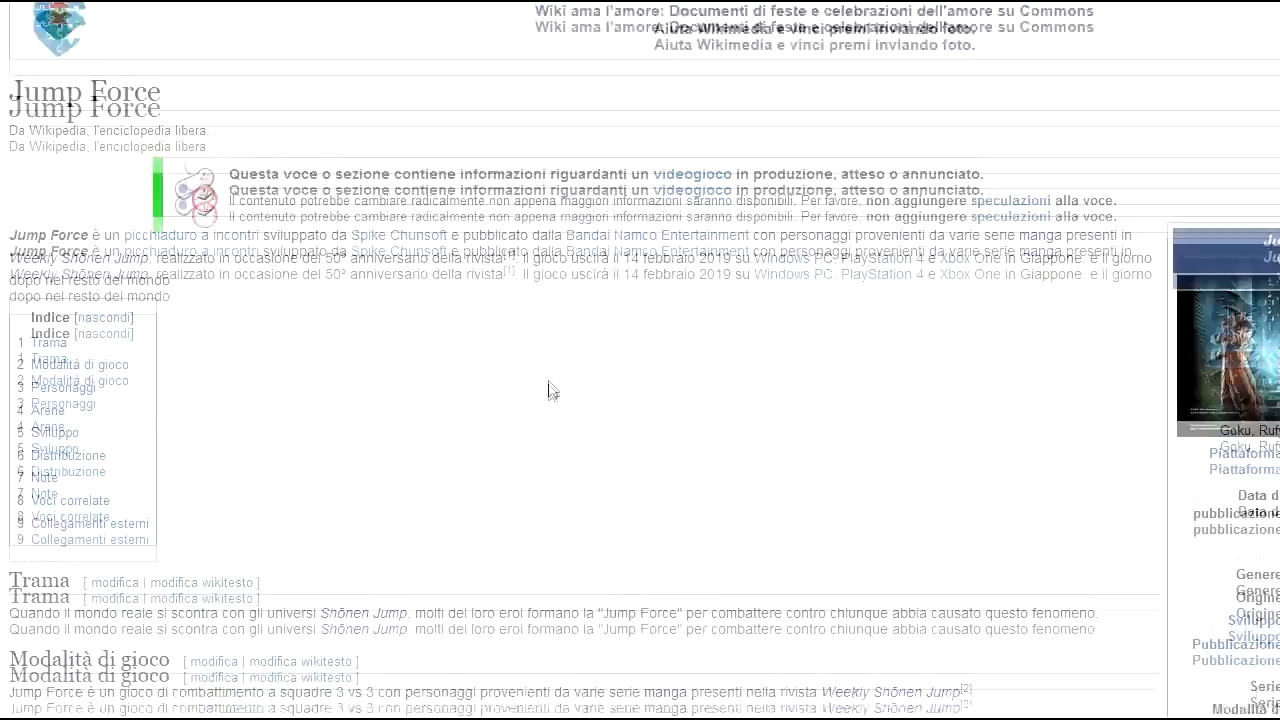 Wiki ama l'amore: Documenti di feste e celebrazioni dell'amore su Commons
Aiuta Wikimedia e vinci premi inviando foto.
Jump Force
Da Wikipedia, l'enciclopedia libera.
Questa voce o sezione contiene informazioni riguardanti un videogioco in produzione, atteso o annunciato.
Il contenuto potrebbe cambiare radicalmente non appena maggiori informazioni saranno disponibili. Per favore, non aggiungere speculazioni alla voce.
Jump Force è un picchiaduro a incontri sviluppato da Spike Chunsoft e pubblicato dalla Bandai Namco Entertainment con personaggi provenienti da varie serie manga presenti in
Weekly Shōnen Jump, realizzato in occasione del 50º anniversario della rivista[1]. Il gioco uscirà il 14 febbraio 2019 su Windows PC, PlayStation 4 e Xbox One in Giappone e il giorno
dopo nel resto del mondo
Indice [nascondi]
1 Trama
2 Modalità di gioco
3 Personaggi
4 Arene
5 Sviluppo
6 Distribuzione
7 Note
8 Voci correlate
9 Collegamenti esterni
Trama [ modifica | modifica wikitesto ]
Quando il mondo reale si scontra con gli universi Shōnen Jump, molti dei loro eroi formano la "Jump Force" per combattere contro chiunque abbia causato questo fenomeno.
Modalità di gioco [ modifica | modifica wikitesto ]
Jump Force è un gioco di combattimento a squadre 3 vs 3 con personaggi provenienti da varie serie manga presenti nella rivista Weekly Shōnen Jump[2]
Goku,
Piattaforma
Data d
pubblicazione
Genere
Origine
Sviluppo
Pubblicazione
Serie
Modalità d